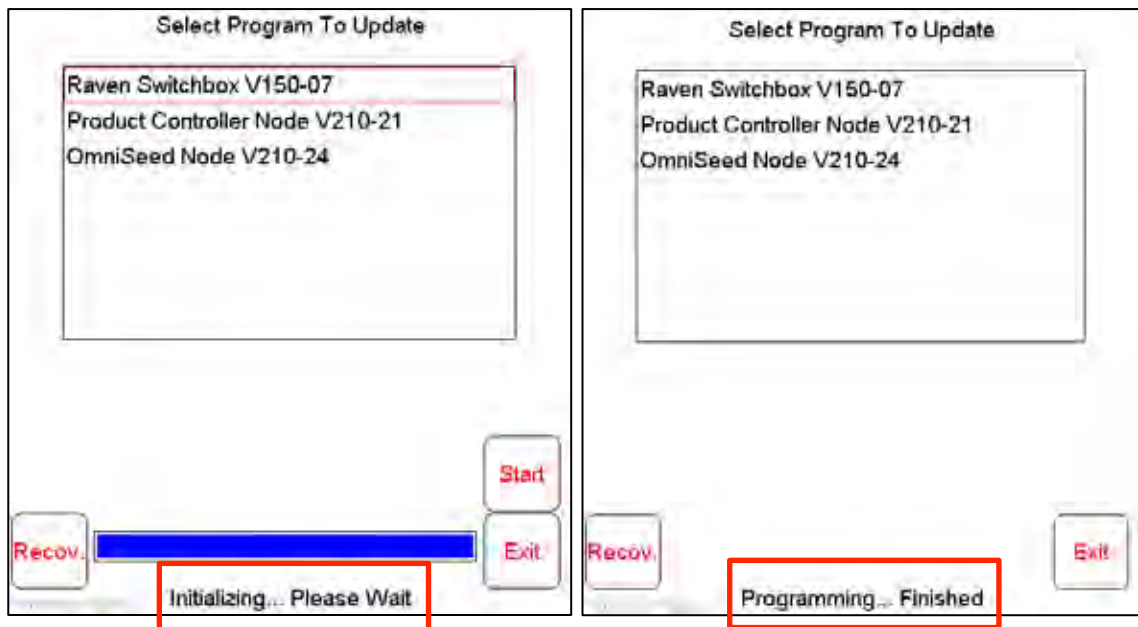 Select Program To Update
Raven Switchbox V150-07
Product Controller Node V210-21
OmniSeed Node V210-24
Start
Recov.
Exit
Initializing... Please Wait
Select Program To Update
Raven Switchbox V150-07
Product Controller Node V210-21
OmniSeed Node V210-24
Recov.
Exit
Programming... Finished